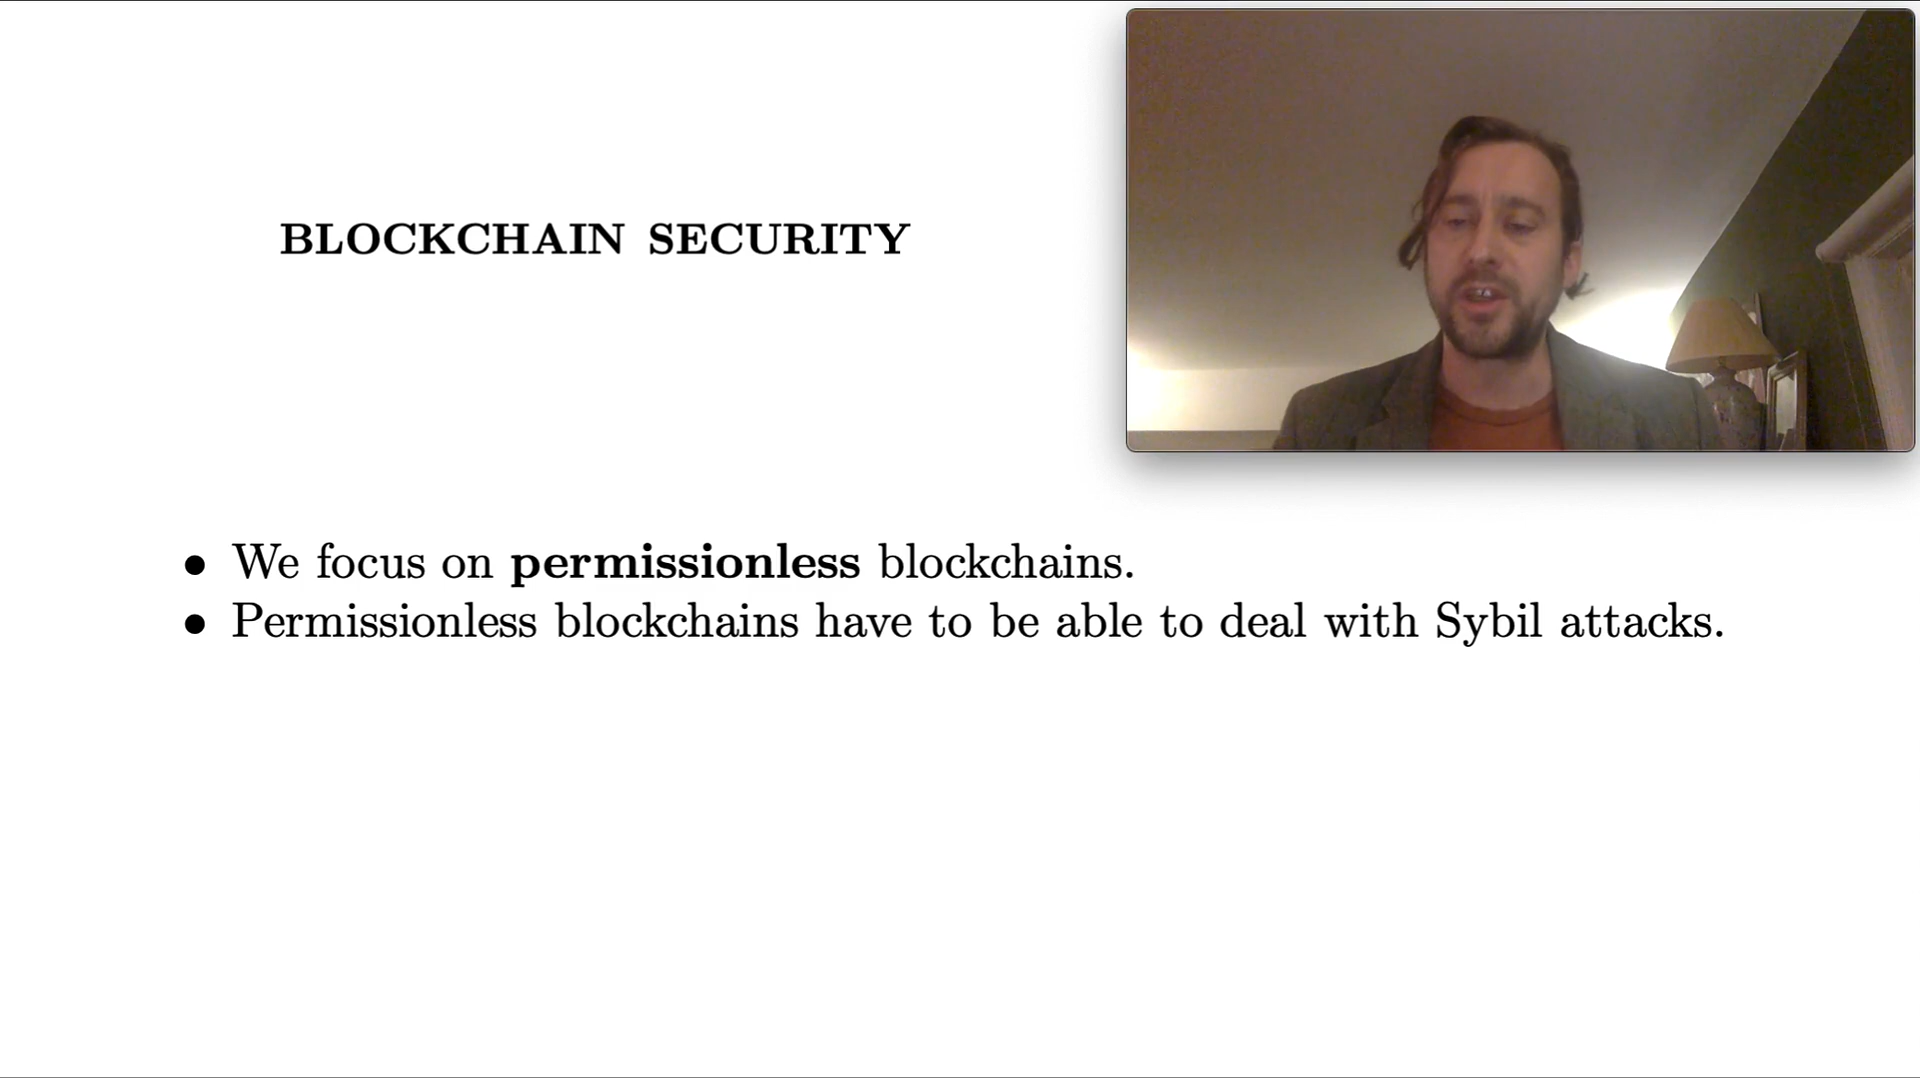 BLOCKCHAIN SECURITY
• We focus on permissionless blockchains.
• Permissionless blockchains have to be able to deal with Sybil attacks.